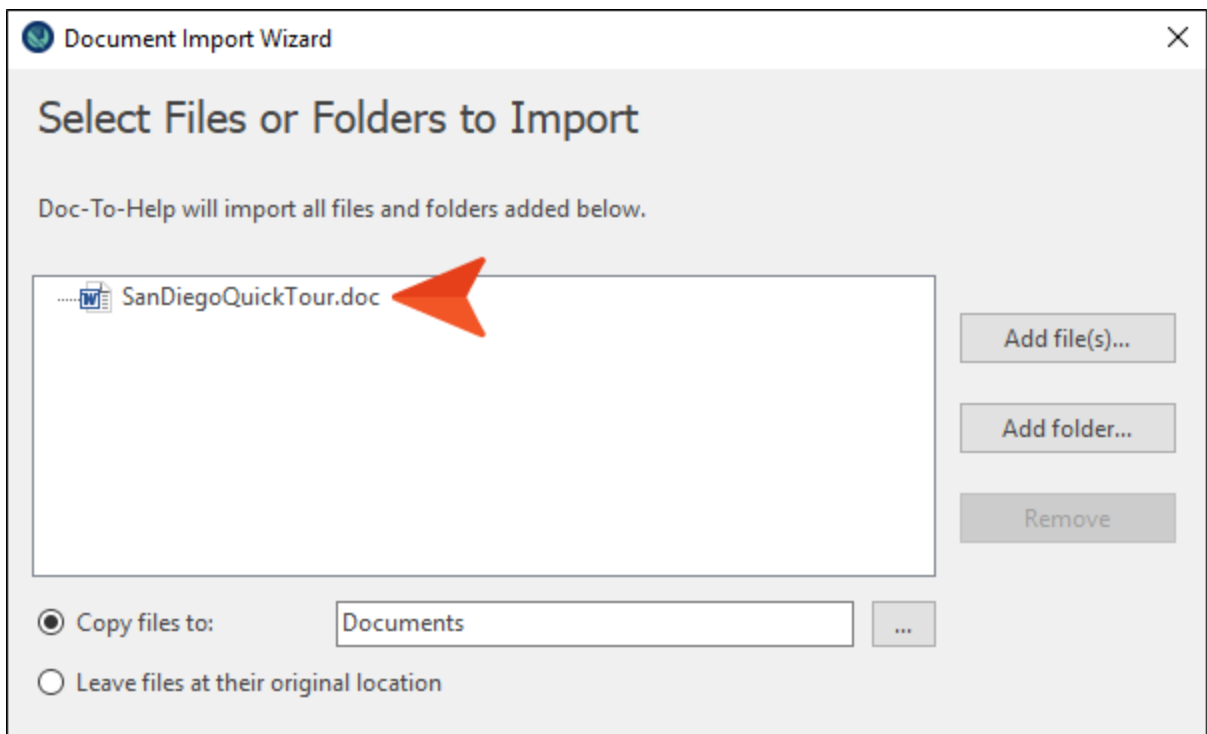 Document Import Wizard
Select Files or Folders to Import
Doc-To-Help will import all files and folders added below.
SanDiegoQuickTour.doc
Add file(s)...
Add folder...
Remove
Copy files to: Documents ...
Leave files at their original location